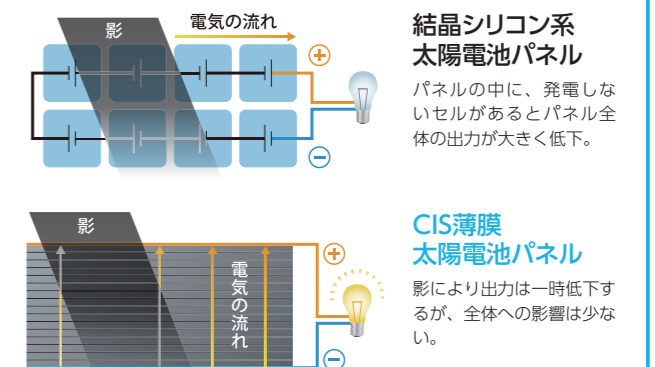 影
電気の流れ
結晶シリコン系
太陽電池パネル
パネルの中に、発電しな
いセルがあるとパネル全
体の出力が大きく低下。
影
電気の流れ
CIS薄膜
太陽電池パネル
影により出力は一時低下す
るが、全体への影響は少な
い。